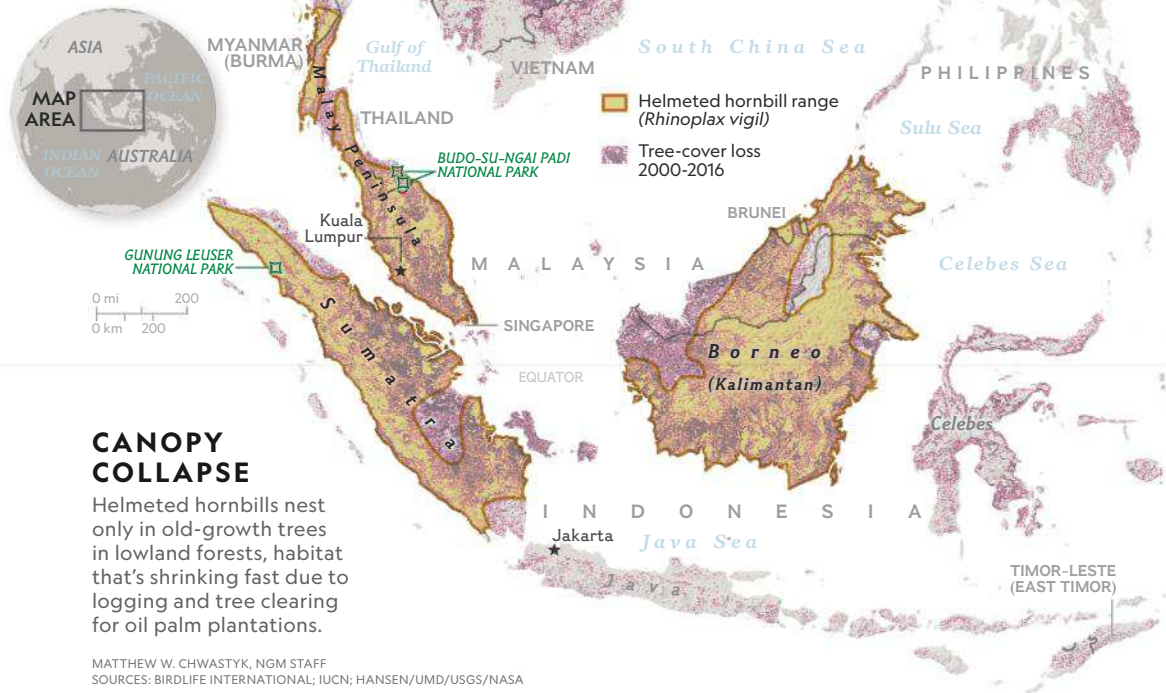 ASIA
PACIFIC
OCEAN
MAP
AREA
INDIAN
OCEAN
AUSTRALIA
MYANMAR
(BURMA)
Gulf of
Thailand
VIETNAM
South China Sea
PHILIPPINES
THAILAND
Malay Peninsula
Helmeted hornbill range
(Rhinoplax vigil)
Tree-cover loss
2000-2016
Sulu Sea
BUDO-SU-NGAI PADI
NATIONAL PARK
Kuala
Lumpur
BRUNEI
GUNUNG LEUSER
NATIONAL PARK
MALAYSIA
Celebes Sea
0 mi 200
0 km 200
Sumatra
SINGAPORE
Borneo
(Kalimantan)
EQUATOR
Celebes
CANOPY
COLLAPSE
Helmeted hornbills nest
only in old-growth trees
in lowland forests, habitat
that's shrinking fast due to
logging and tree clearing
for oil palm plantations.
INDONESIA
Jakarta
Java Sea
Java
TIMOR-LESTE
(EAST TIMOR)
MATTHEW W. CHWASTYK, NGM STAFF
SOURCES: BIRDLIFE INTERNATIONAL; IUCN; HANSEN/UMD/USGS/NASA